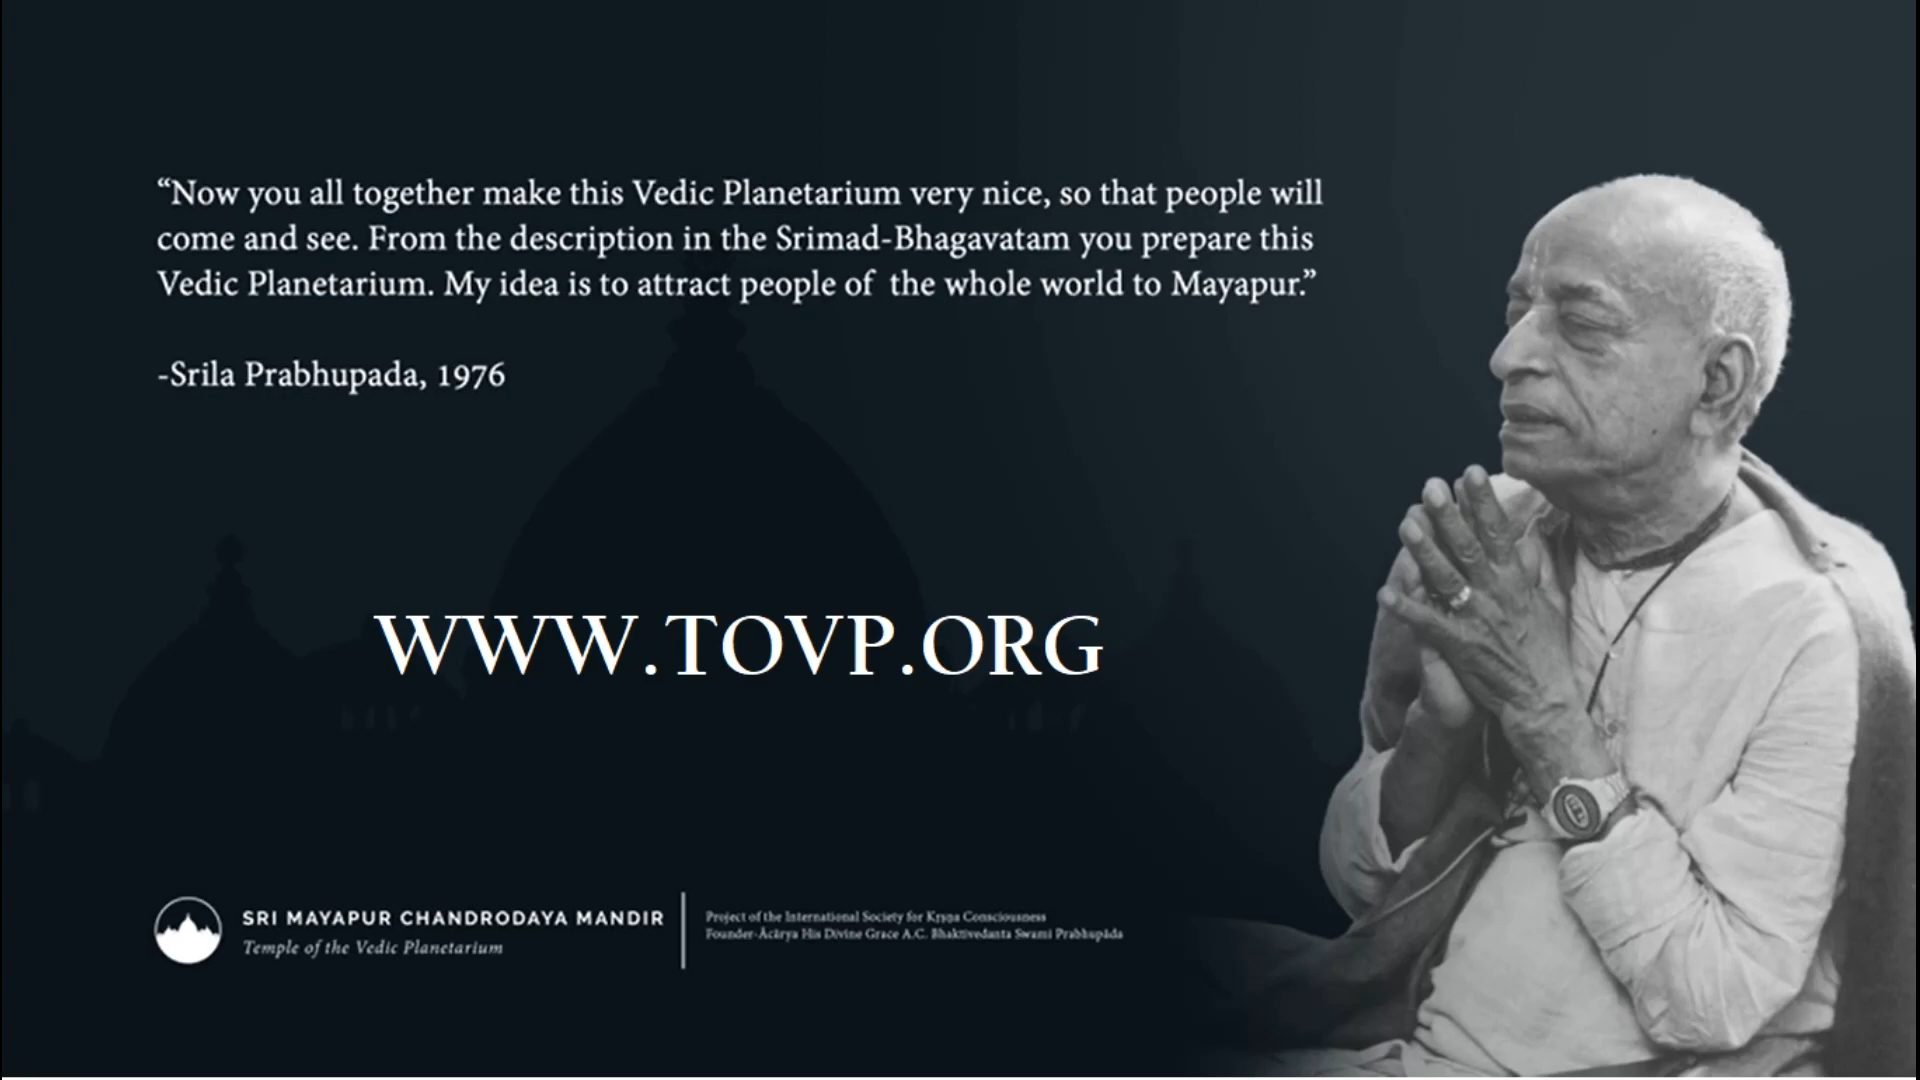 “Now you all together make this Vedic Planetarium very nice, so that people will
come and see. From the description in the Srimad-Bhagavatam you prepare this
Vedic Planetarium. My idea is to attract people of the whole world to Mayapur.”
-Srila Prabhupada, 1976
WWW.TOVP.ORG
SRI MAYAPUR CHANDRODAYA MANDIR
Temple of the Vedic Planetarium
Project of the International Society for Kṛṣṇa Consciousness
Founder-Ācārya His Divine Grace A.C. Bhaktivedanta Swami Prabhupāda